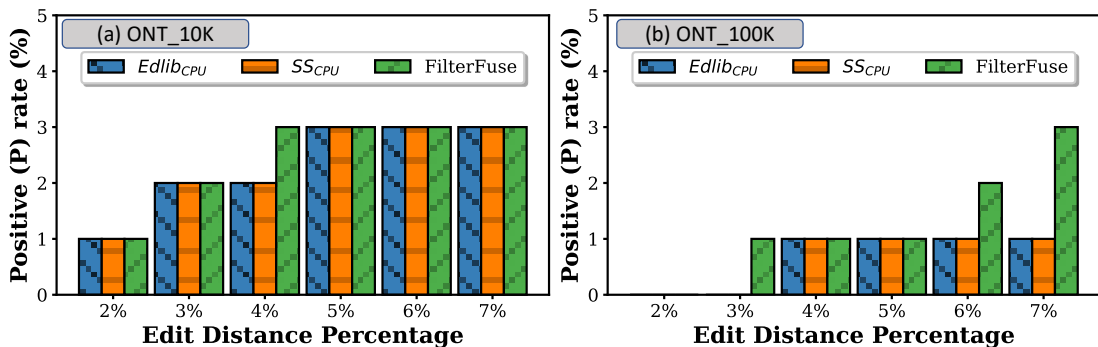 (a) ONT_10K
Edlib_CPU SS_CPU FilterFuse
Positive (P) rate (%)
5
4
3
2
1
0
2% 3% 4% 5% 6% 7%
Edit Distance Percentage
(b) ONT_100K
Edlib_CPU SS_CPU FilterFuse
Positive (P) rate (%)
5
4
3
2
1
0
2% 3% 4% 5% 6% 7%
Edit Distance Percentage